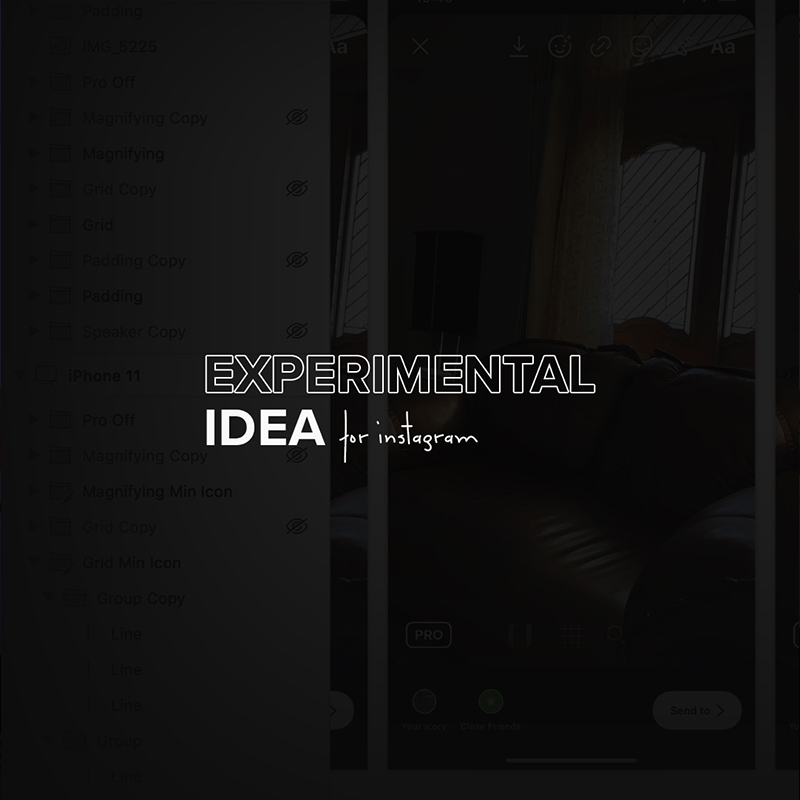 Padding
IMG_5225
Pro Off
Magnifying Copy
Magnifying
Grid Copy
Grid
Padding Copy
Padding
Speaker Copy
iPhone 11
Pro Off
Magnifying Copy
Magnifying Min Icon
Grid Copy
Grid Min Icon
Group Copy
Line
Line
Line
Group
Line
Aa
Aa
EXPERIMENTAL
IDEA for instagram
PRO
Your story
Close Friends
Send to